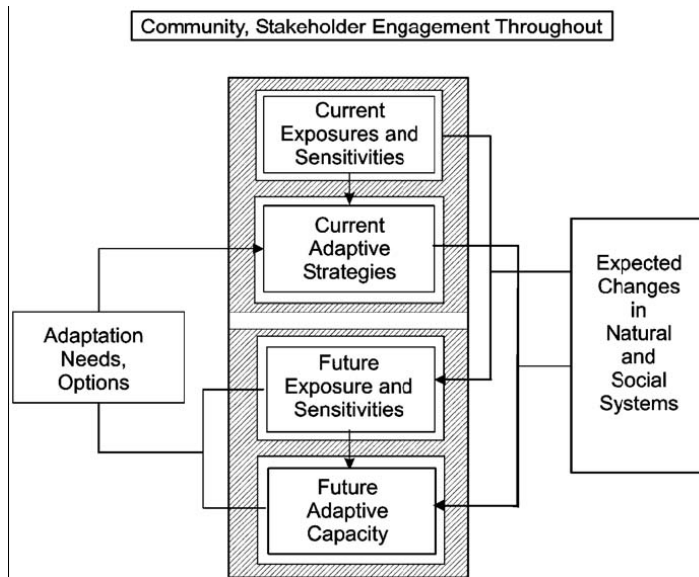 Community, Stakeholder Engagement Throughout
Current
Exposures and
Sensitivities
Current
Adaptive
Strategies
Adaptation
Needs,
Options
Future
Exposure and
Sensitivities
Future
Adaptive
Capacity
Expected
Changes
in
Natural
and
Social
Systems